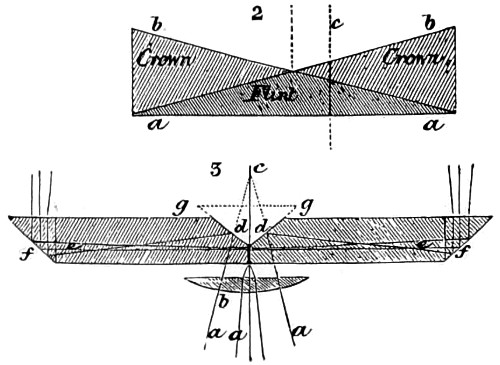 2 c
b b
Crown Crown
Flint
a a
3 c
g g
d d
e e
f f
b
a a a